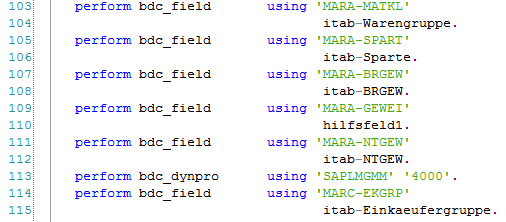 103 perform bdc_field using 'MARA-MATKL'
104 itab-Warengruppe.
105 perform bdc_field using 'MARA-SPART'
106 itab-Sparte.
107 perform bdc_field using 'MARA-BRGEW'
108 itab-BRGEW.
109 perform bdc_field using 'MARA-GEWEI'
110 hilfsfeld1.
111 perform bdc_field using 'MARA-NTGEW'
112 itab-NTGEW.
113 perform bdc_dynpro using 'SAPLMGMM' '4000'.
114 perform bdc_field using 'MARC-EKGRP'
115 itab-Einkaeufergruppe.